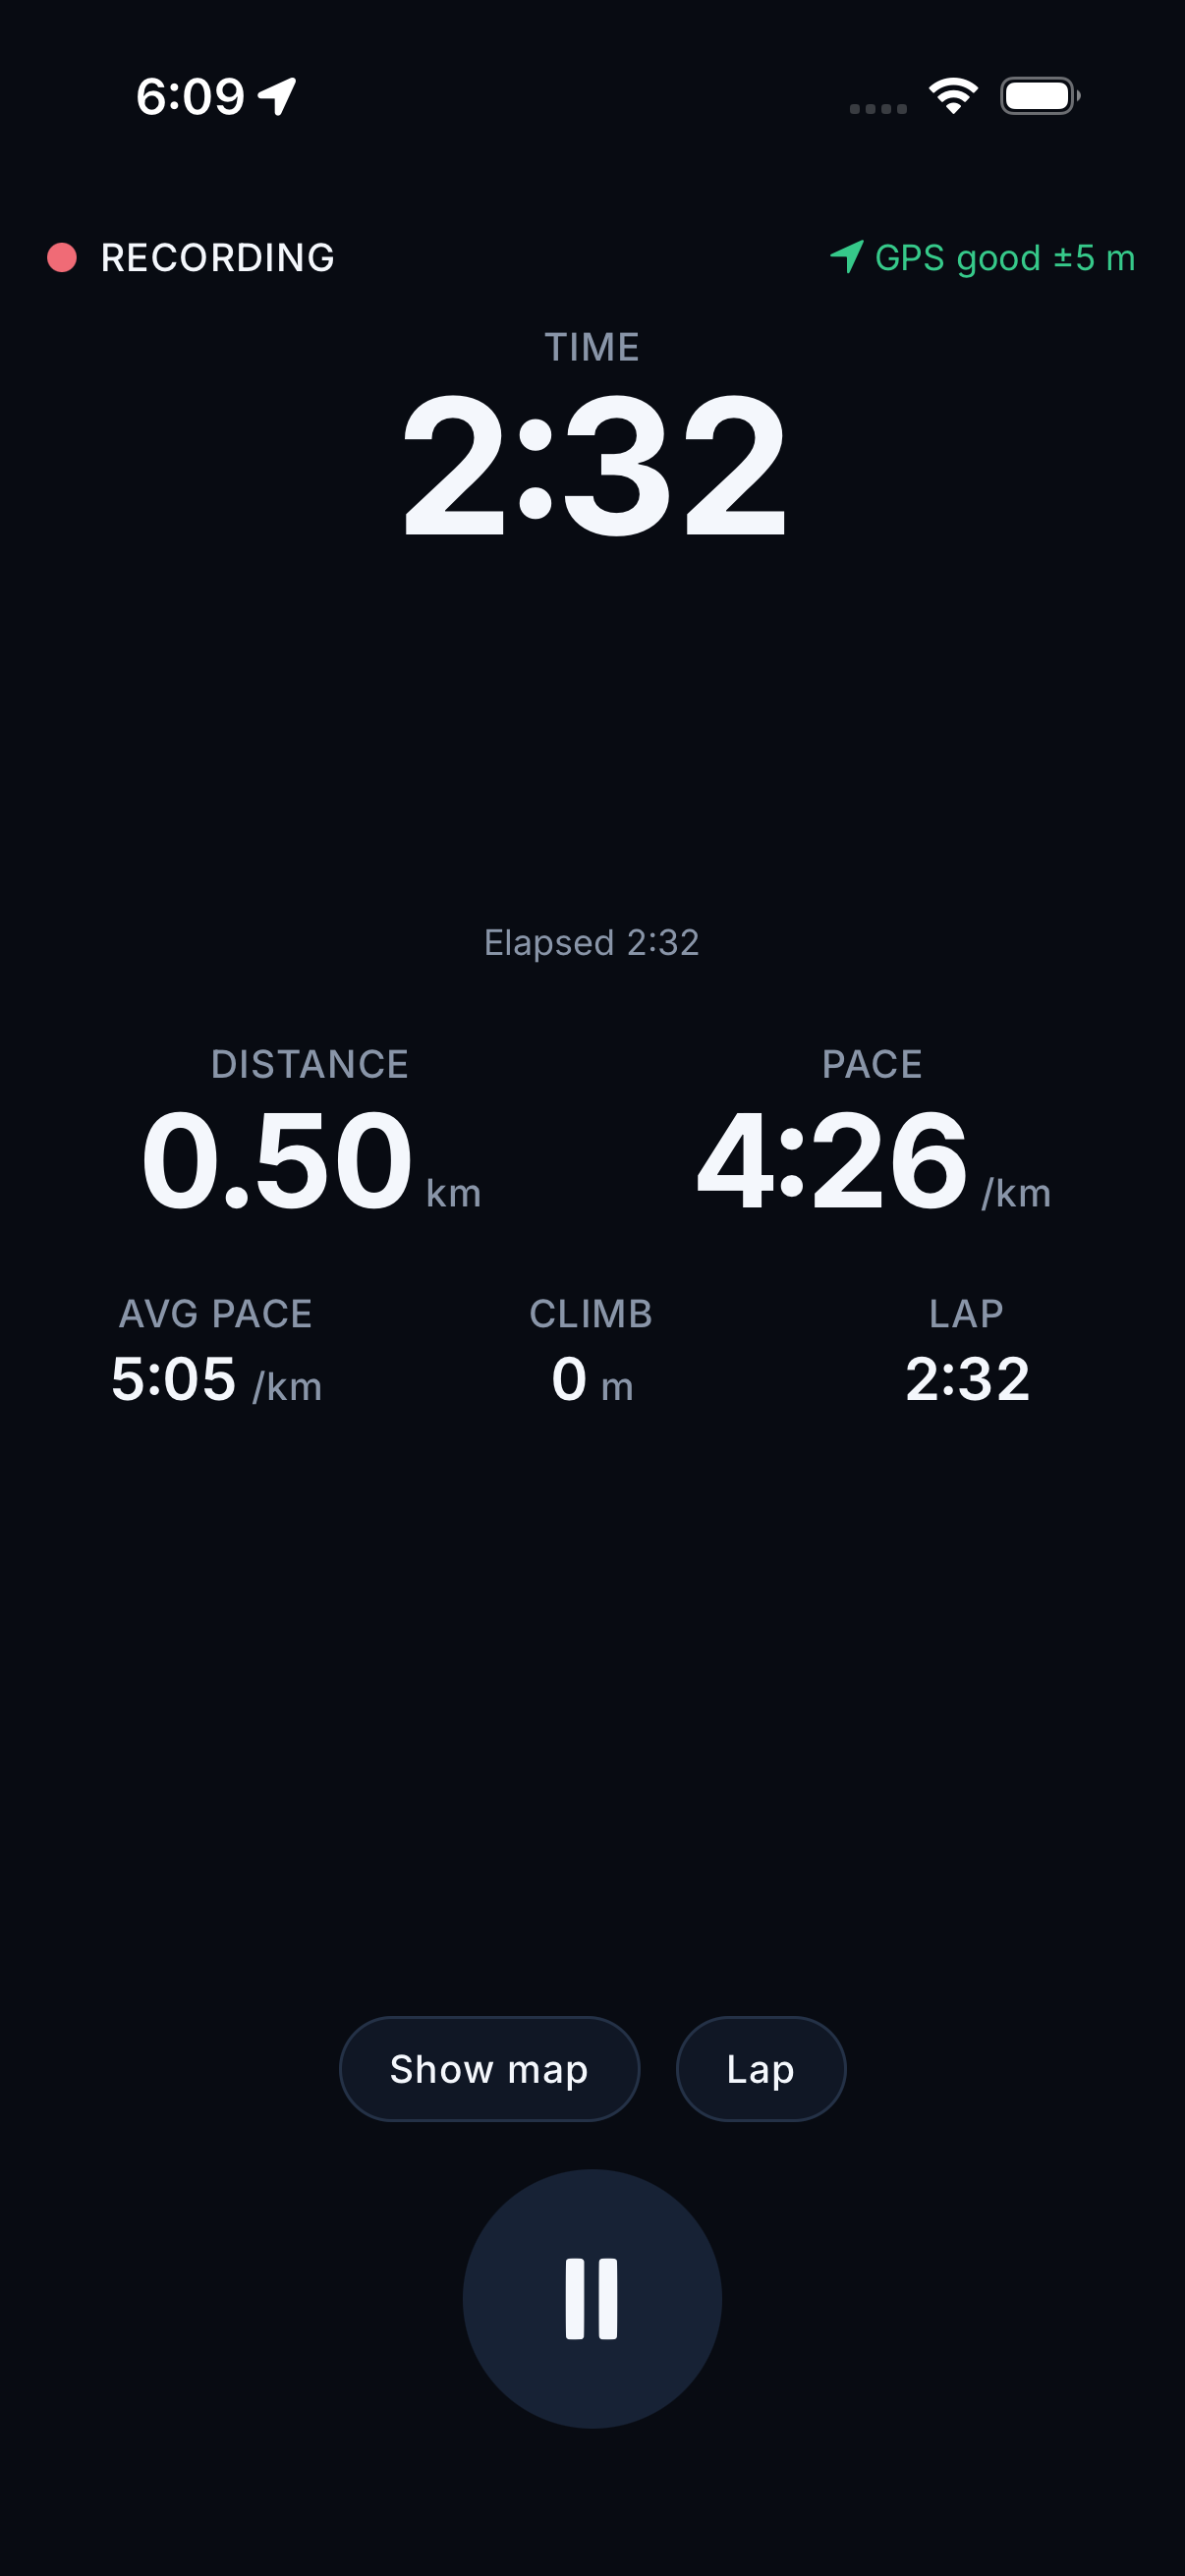 6:09
RECORDING
GPS good ±5 m
TIME
2:32
Elapsed 2:32
DISTANCE
PACE
0.50 km
4:26 /km
AVG PACE
CLIMB
LAP
5:05 /km
0 m
2:32
Show map
Lap